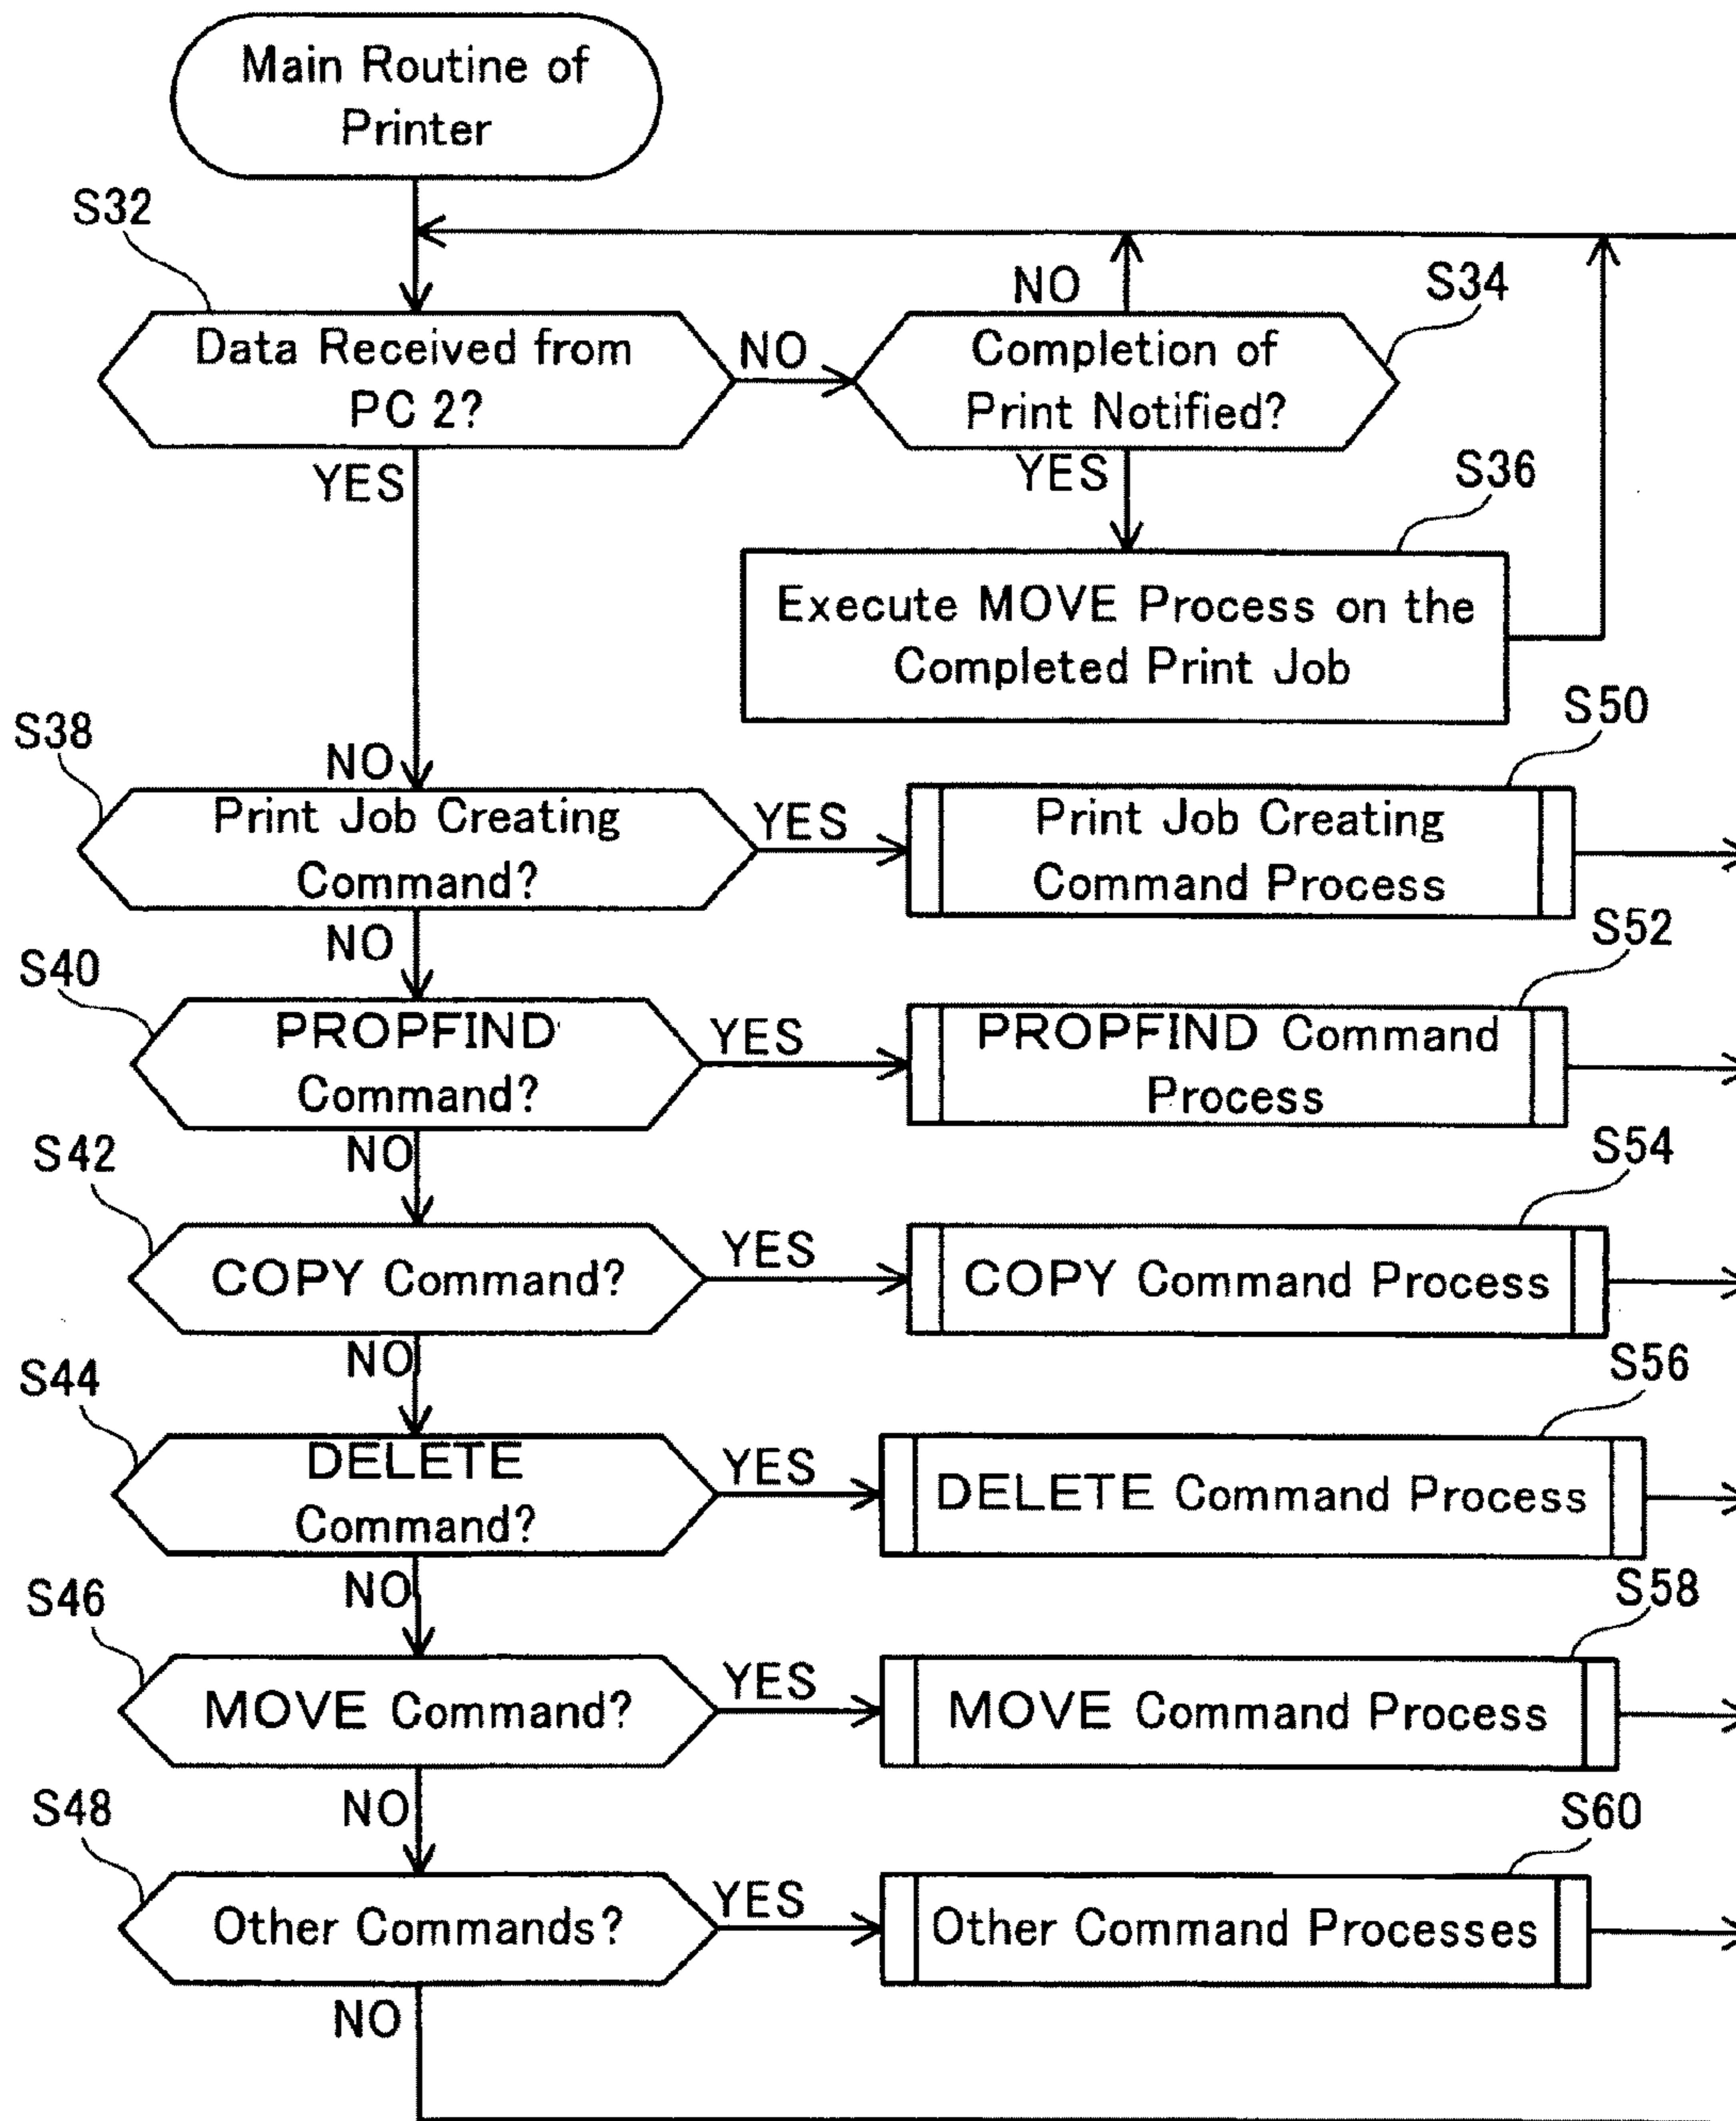 Main Routine of
Printer
S32
Data Received from
PC 2?
NO
YES
NO
S34
Completion of
Print Notified?
YES
S36
Execute MOVE Process on the
Completed Print Job
S38
NO
Print Job Creating
Command?
YES
S50
Print Job Creating
Command Process
NO
S40
PROPFIND
Command?
YES
S52
PROPFIND Command
Process
NO
S42
COPY Command?
YES
S54
COPY Command Process
NO
S44
DELETE
Command?
YES
S56
DELETE Command Process
NO
S46
MOVE Command?
YES
S58
MOVE Command Process
NO
S48
Other Commands?
YES
S60
Other Command Processes
NO